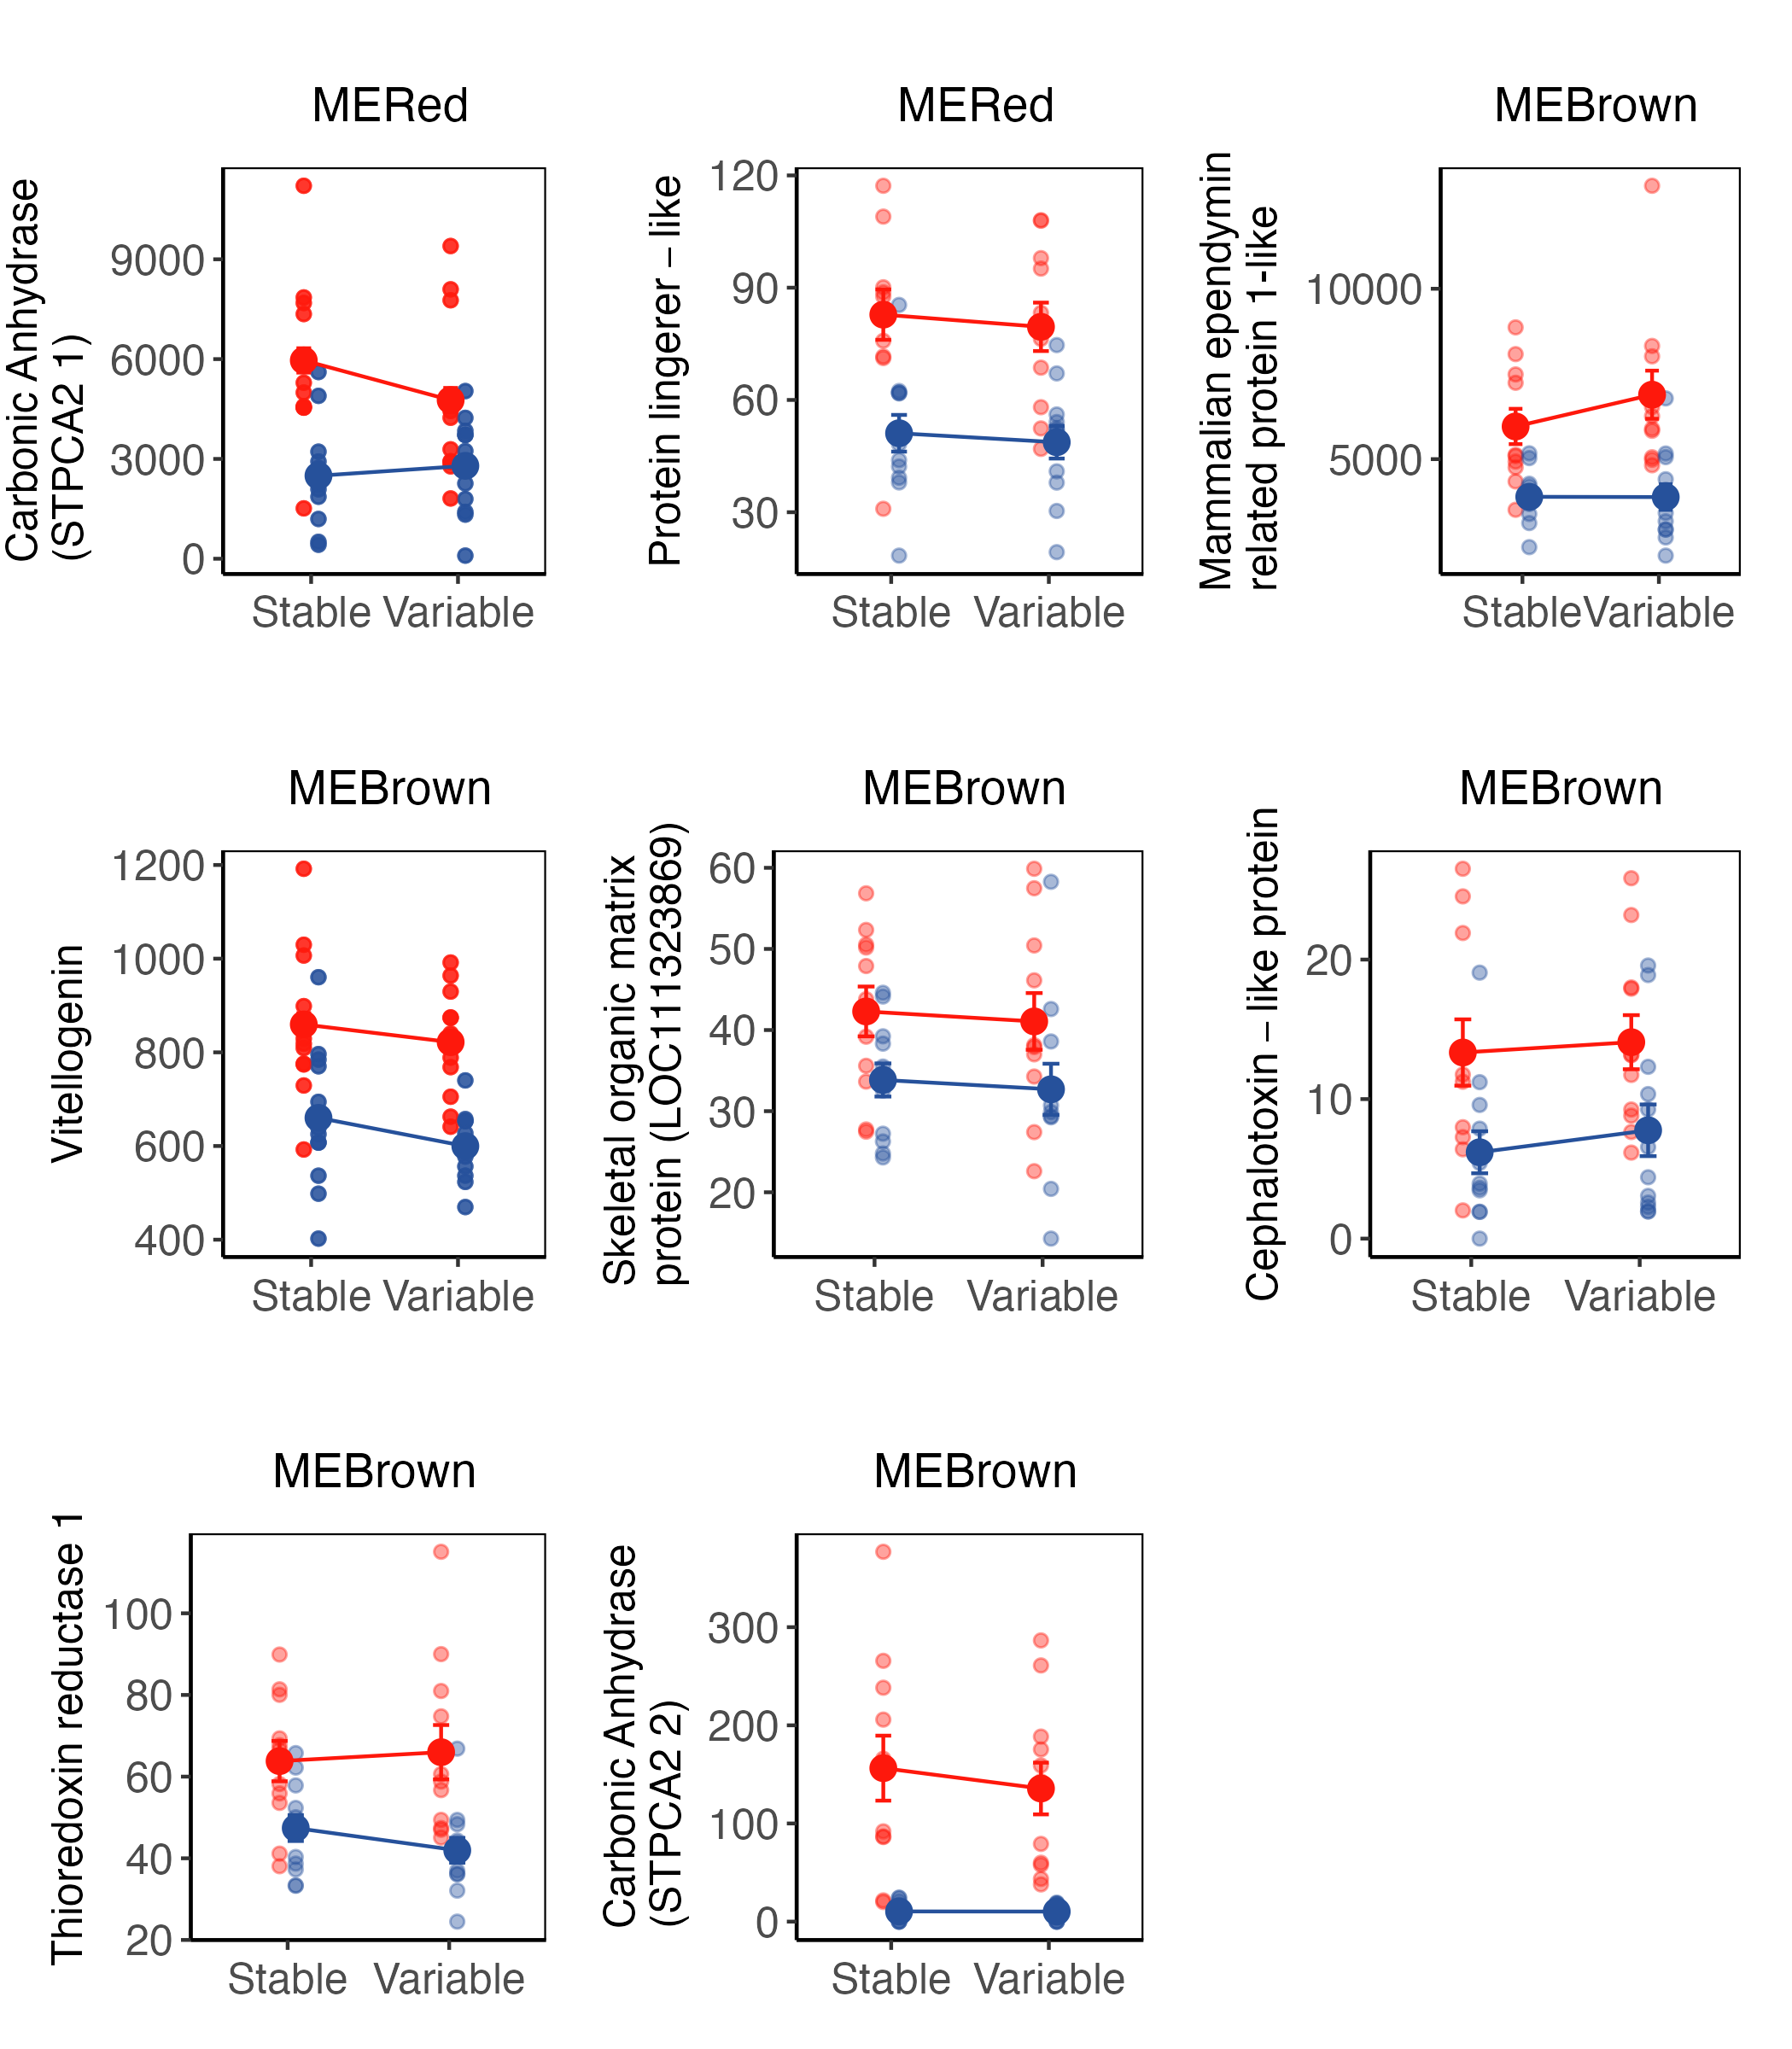 MERed
Carbonic Anhydrase
(STPCA2 1)
9000
6000
3000
0
Stable Variable
MERed
Protein lingerer – like
120
90
60
30
Stable Variable
MEBrown
Mammalian ependymin
related protein 1-like
10000
5000
Stable Variable
MEBrown
Vitellogenin
1200
1000
800
600
400
Stable Variable
MEBrown
Skeletal organic matrix
protein (LOC111323869)
60
50
40
30
20
Stable Variable
MEBrown
Cephalotoxin – like protein
20
10
0
Stable Variable
MEBrown
Thioredoxin reductase 1
100
80
60
40
20
Stable Variable
MEBrown
Carbonic Anhydrase
(STPCA2 2)
300
200
100
0
Stable Variable